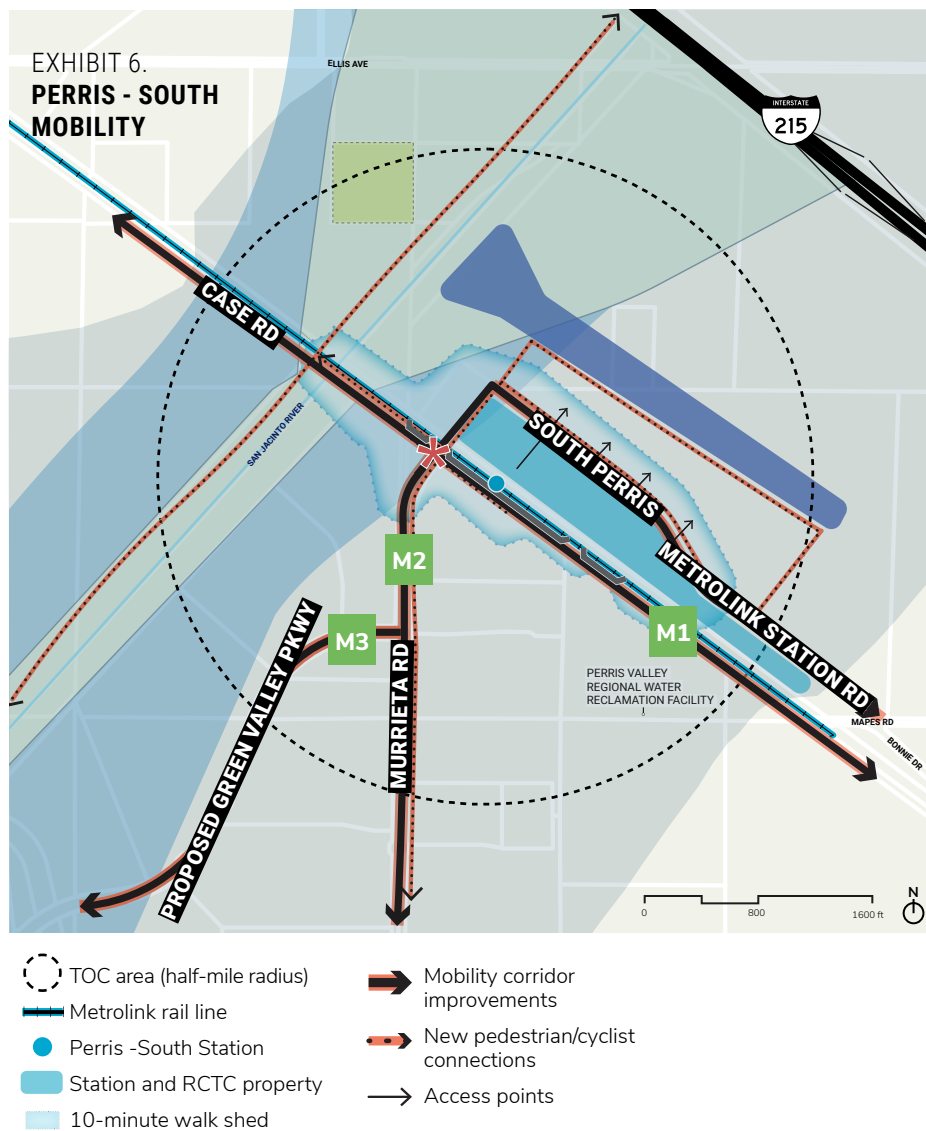 EXHIBIT 6.
PERRIS - SOUTH
MOBILITY
ELLIS AVE
INTERSTATE
215
CASE RD
SAN JACINTO RIVER
SOUTH PERRIS
METROLINK STATION RD
M2
M3
M1
PROPOSED GREEN VALLEY PKWY
MURRIETA RD
PERRIS VALLEY
REGIONAL WATER
RECLAMATION FACILITY
MAPES RD
BONNIE DR
N
0 800 1600 ft
TOC area (half-mile radius)
Metrolink rail line
Perris -South Station
Station and RCTC property
10-minute walk shed
Mobility corridor
improvements
New pedestrian/cyclist
connections
Access points